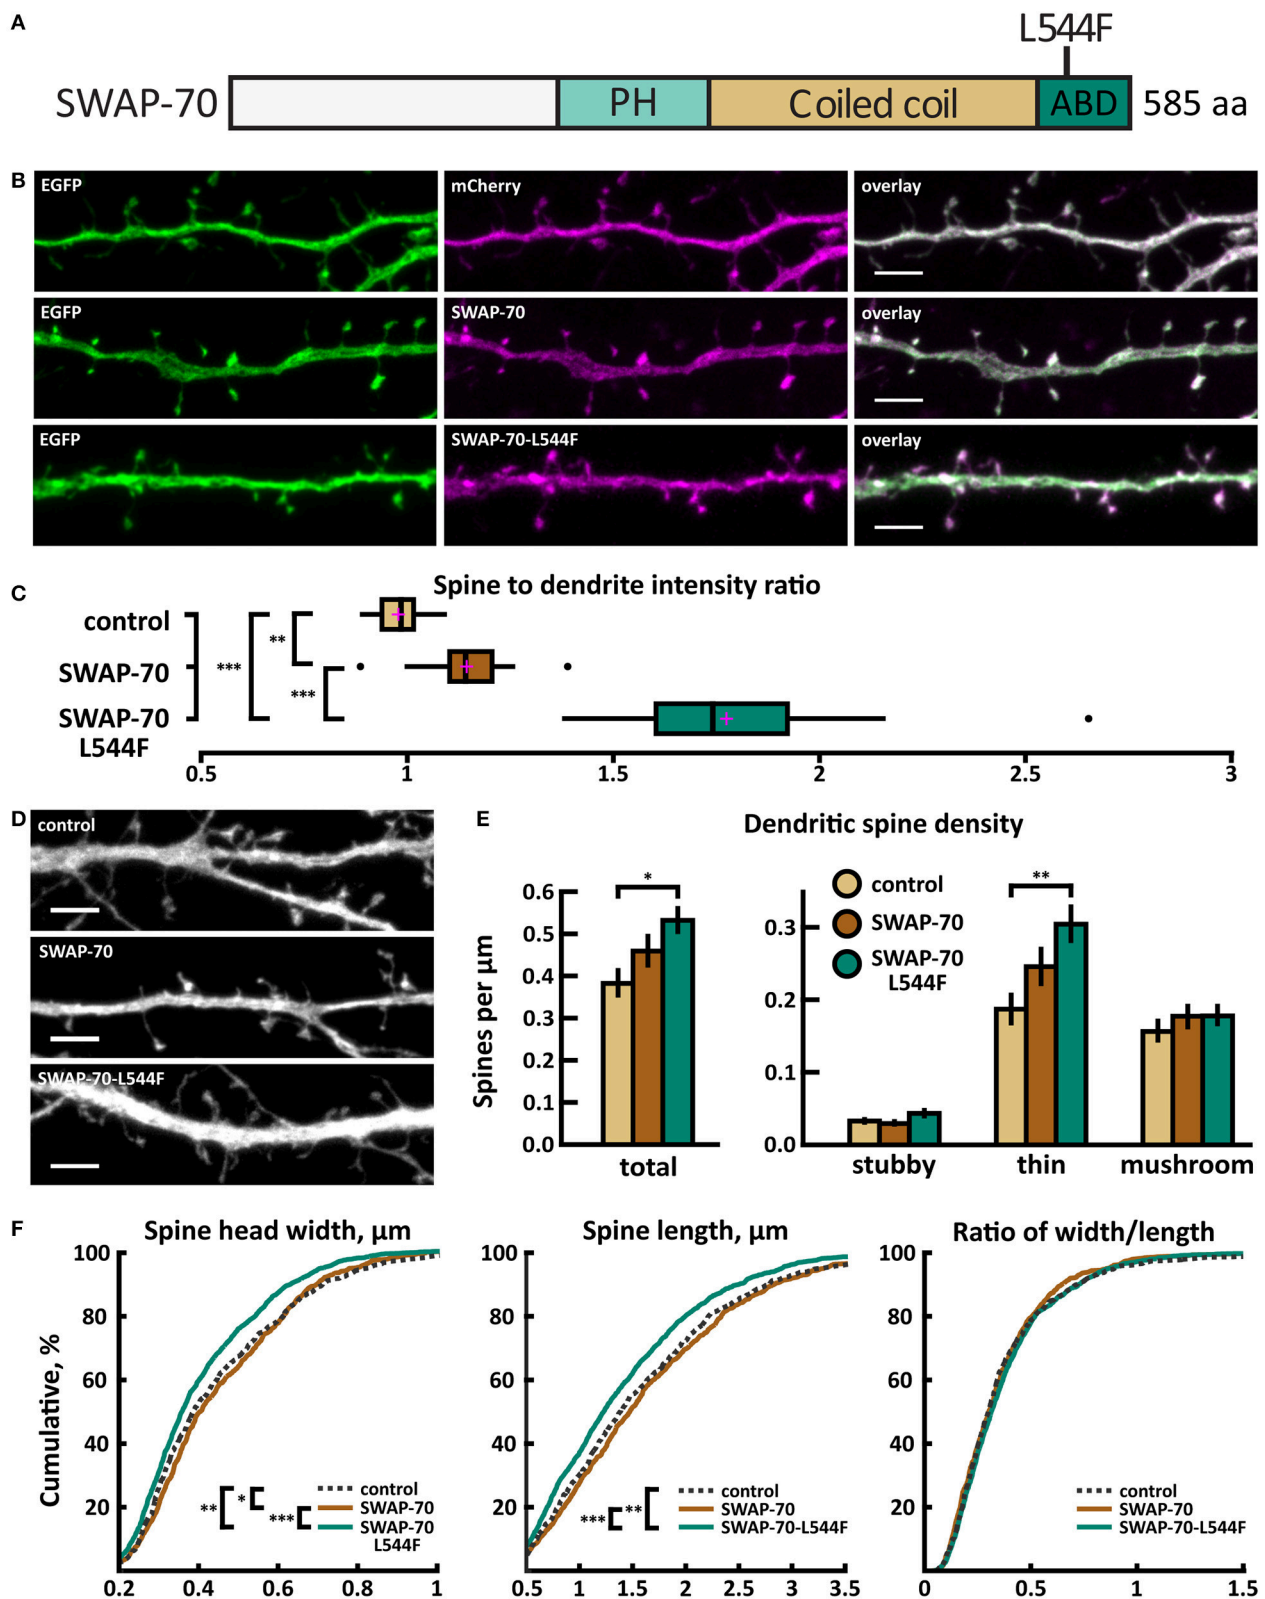 A
L544F
SWAP-70 PH Coiled coil ABD 585 aa
B
EGFP mCherry overlay
EGFP SWAP-70 overlay
EGFP SWAP-70-L544F overlay
C
Spine to dendrite intensity ratio
control
SWAP-70
SWAP-70
L544F
** *** ***
0.5 1 1.5 2 2.5 3
D
control
SWAP-70
SWAP-70-L544F
E
Dendritic spine density
control
SWAP-70
SWAP-70
L544F
Spines per µm
0.6
0.5
0.4
0.3
0.2
0.1
0.0
*
total
0.3
0.2
0.1
0.0
**
stubby thin mushroom
F
Spine head width, µm
Cumulative, %
100
80
60
40
20
0.2 0.4 0.6 0.8 1
** * ***
control
SWAP-70
SWAP-70
L544F
Spine length, µm
100
80
60
40
20
0.5 1 1.5 2 2.5 3 3.5
*** **
control
SWAP-70
SWAP-70-L544F
Ratio of width/length
100
80
60
40
20
0 0.5 1 1.5
control
SWAP-70
SWAP-70-L544F